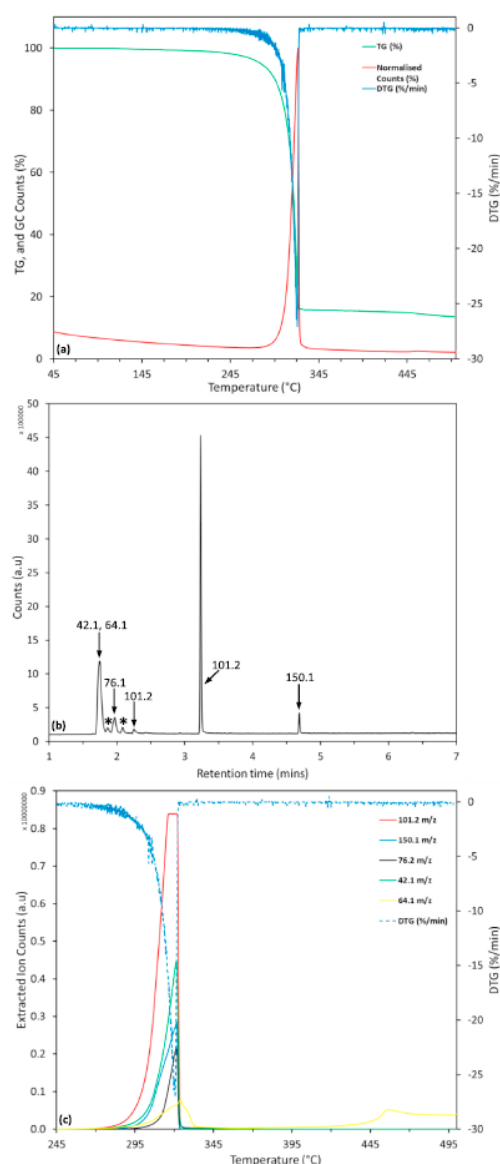 100
80
60
40
20
0
TG, and GC Counts (%)
TG (%)
Normalised
Counts (%)
DTG (%/min)
0
-5
-10
-15
-20
-25
-30
DTG (%/min)
(a)
45
145
245
345
445
Temperature (°C)
x 100000
50
45
40
35
30
25
20
15
10
5
0
Counts (a.u)
42.1, 64.1
76.1
* *
101.2
101.2
150.1
(b)
1
2
3
4
5
6
7
Retention time (mins)
x 10000000
0.9
0.8
0.7
0.6
0.5
0.4
0.3
0.2
0.1
0.0
Extracted Ion Counts (a.u)
101.2 m/z
150.1 m/z
76.2 m/z
42.1 m/z
64.1 m/z
DTG (%/min)
0
-5
-10
-15
-20
-25
-30
DTG (%/min)
(c)
245
295
345
395
445
495
Temperature (°C)